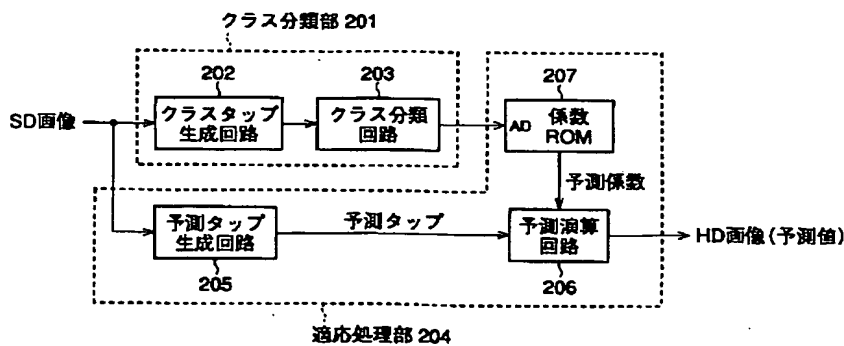 クラス分類部 201
202
203
207
SD画像
クラスタップ
生成回路
クラス分類
回路
AD
係数
ROM
予測係数
予測タップ
生成回路
予測タップ
予測演算
回路
HD画像(予測値)
205
206
適応処理部 204